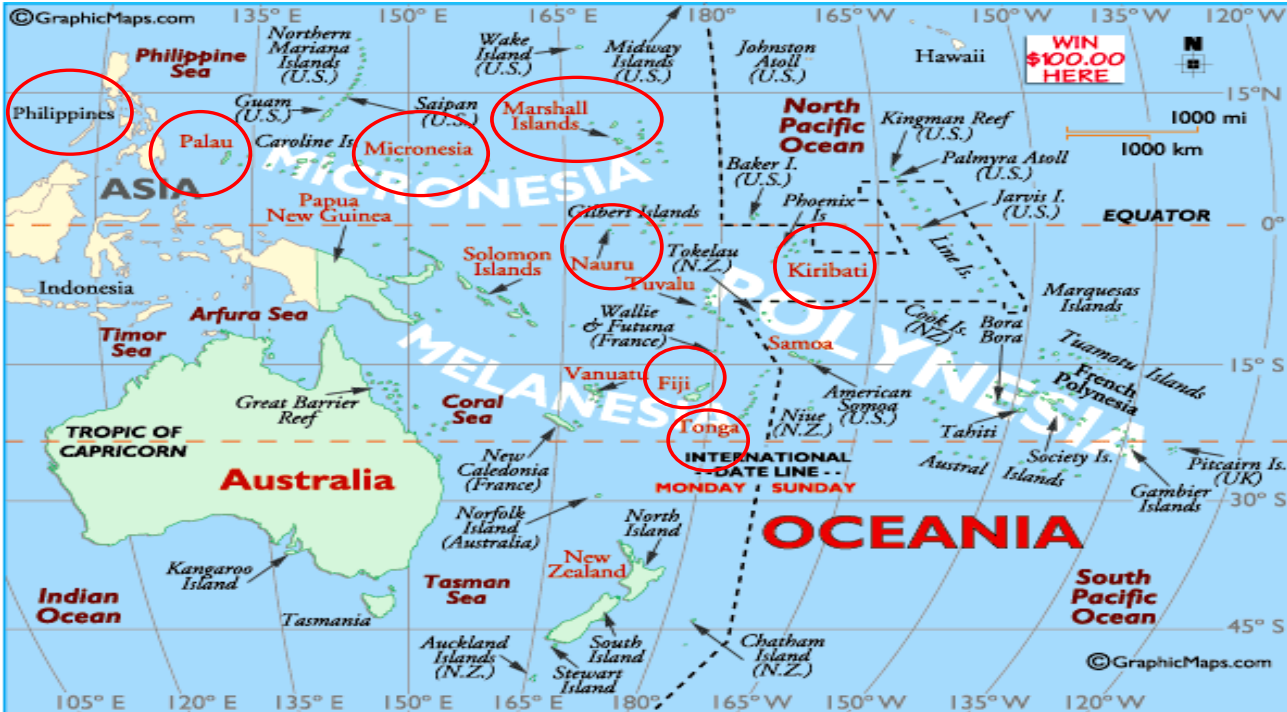 ©GraphicMaps.com
135° E
150° E
165° E
180°
165° W
150° W
135° W
120° W
Philippine
Sea
Northern
Mariana
Islands
(U.S.)
Wake
Island
(U.S.)
Midway
Islands
(U.S.)
Johnston
Atoll
(U.S.)
Hawaii
WIN
$100.00
HERE
N
Philippines
Guam
(U.S.)
Saipan
(U.S.)
Marshall
Islands
North
Pacific
Ocean
15°N
Kingman Reef
(U.S.)
1000 mi
1000 km
Palau
Caroline Is.
Micronesia
MICRONESIA
Baker I.
(U.S.)
Palmyra Atoll
(U.S.)
ASIA
Papua
New Guinea
Gilbert Islands
Phoenix
Is
Jarvis I.
(U.S.)
EQUATOR
0°
Indonesia
Solomon
Islands
Nauru
Tokelau
(N.Z.)
Kiribati
Line Is.
Tuvalu
POLYNESIA
Marquesas
Islands
Arfura Sea
Timor
Sea
Wallie
& Futuna
(France)
Cook Is.
(NZ)
Bora
Bora
MELANESIA
Samoa
Tuamotu Islands
15°S
Vanuatu
Fiji
French
Polynesia
Great Barrier
Reef
Coral
Sea
American
Somoa
(U.S.)
TROPIC OF
CAPRICORN
Tonga
Niue
(N.Z.)
Tahiti
New
Caledonia
(France)
INTERNATIONAL
DATE LINE
MONDAY SUNDAY
Society Is.
Austral Islands
Pitcairn Is.
(UK)
Gambier
Islands
Australia
30°S
Norfolk
Island
(Australia)
North
Island
OCEANIA
Kangaroo
Island
New
Zealand
Tasman
Sea
South
Pacific
Ocean
Indian
Ocean
Tasmania
45° S
Auckland
Islands
(N.Z.)
South
Island
Stewart
Island
Chatham
Island
(N.Z.)
©GraphicMaps.com
105° E
120° E
135° E
150° E
165° E
180°
165° W
150° W
135° W
120° W